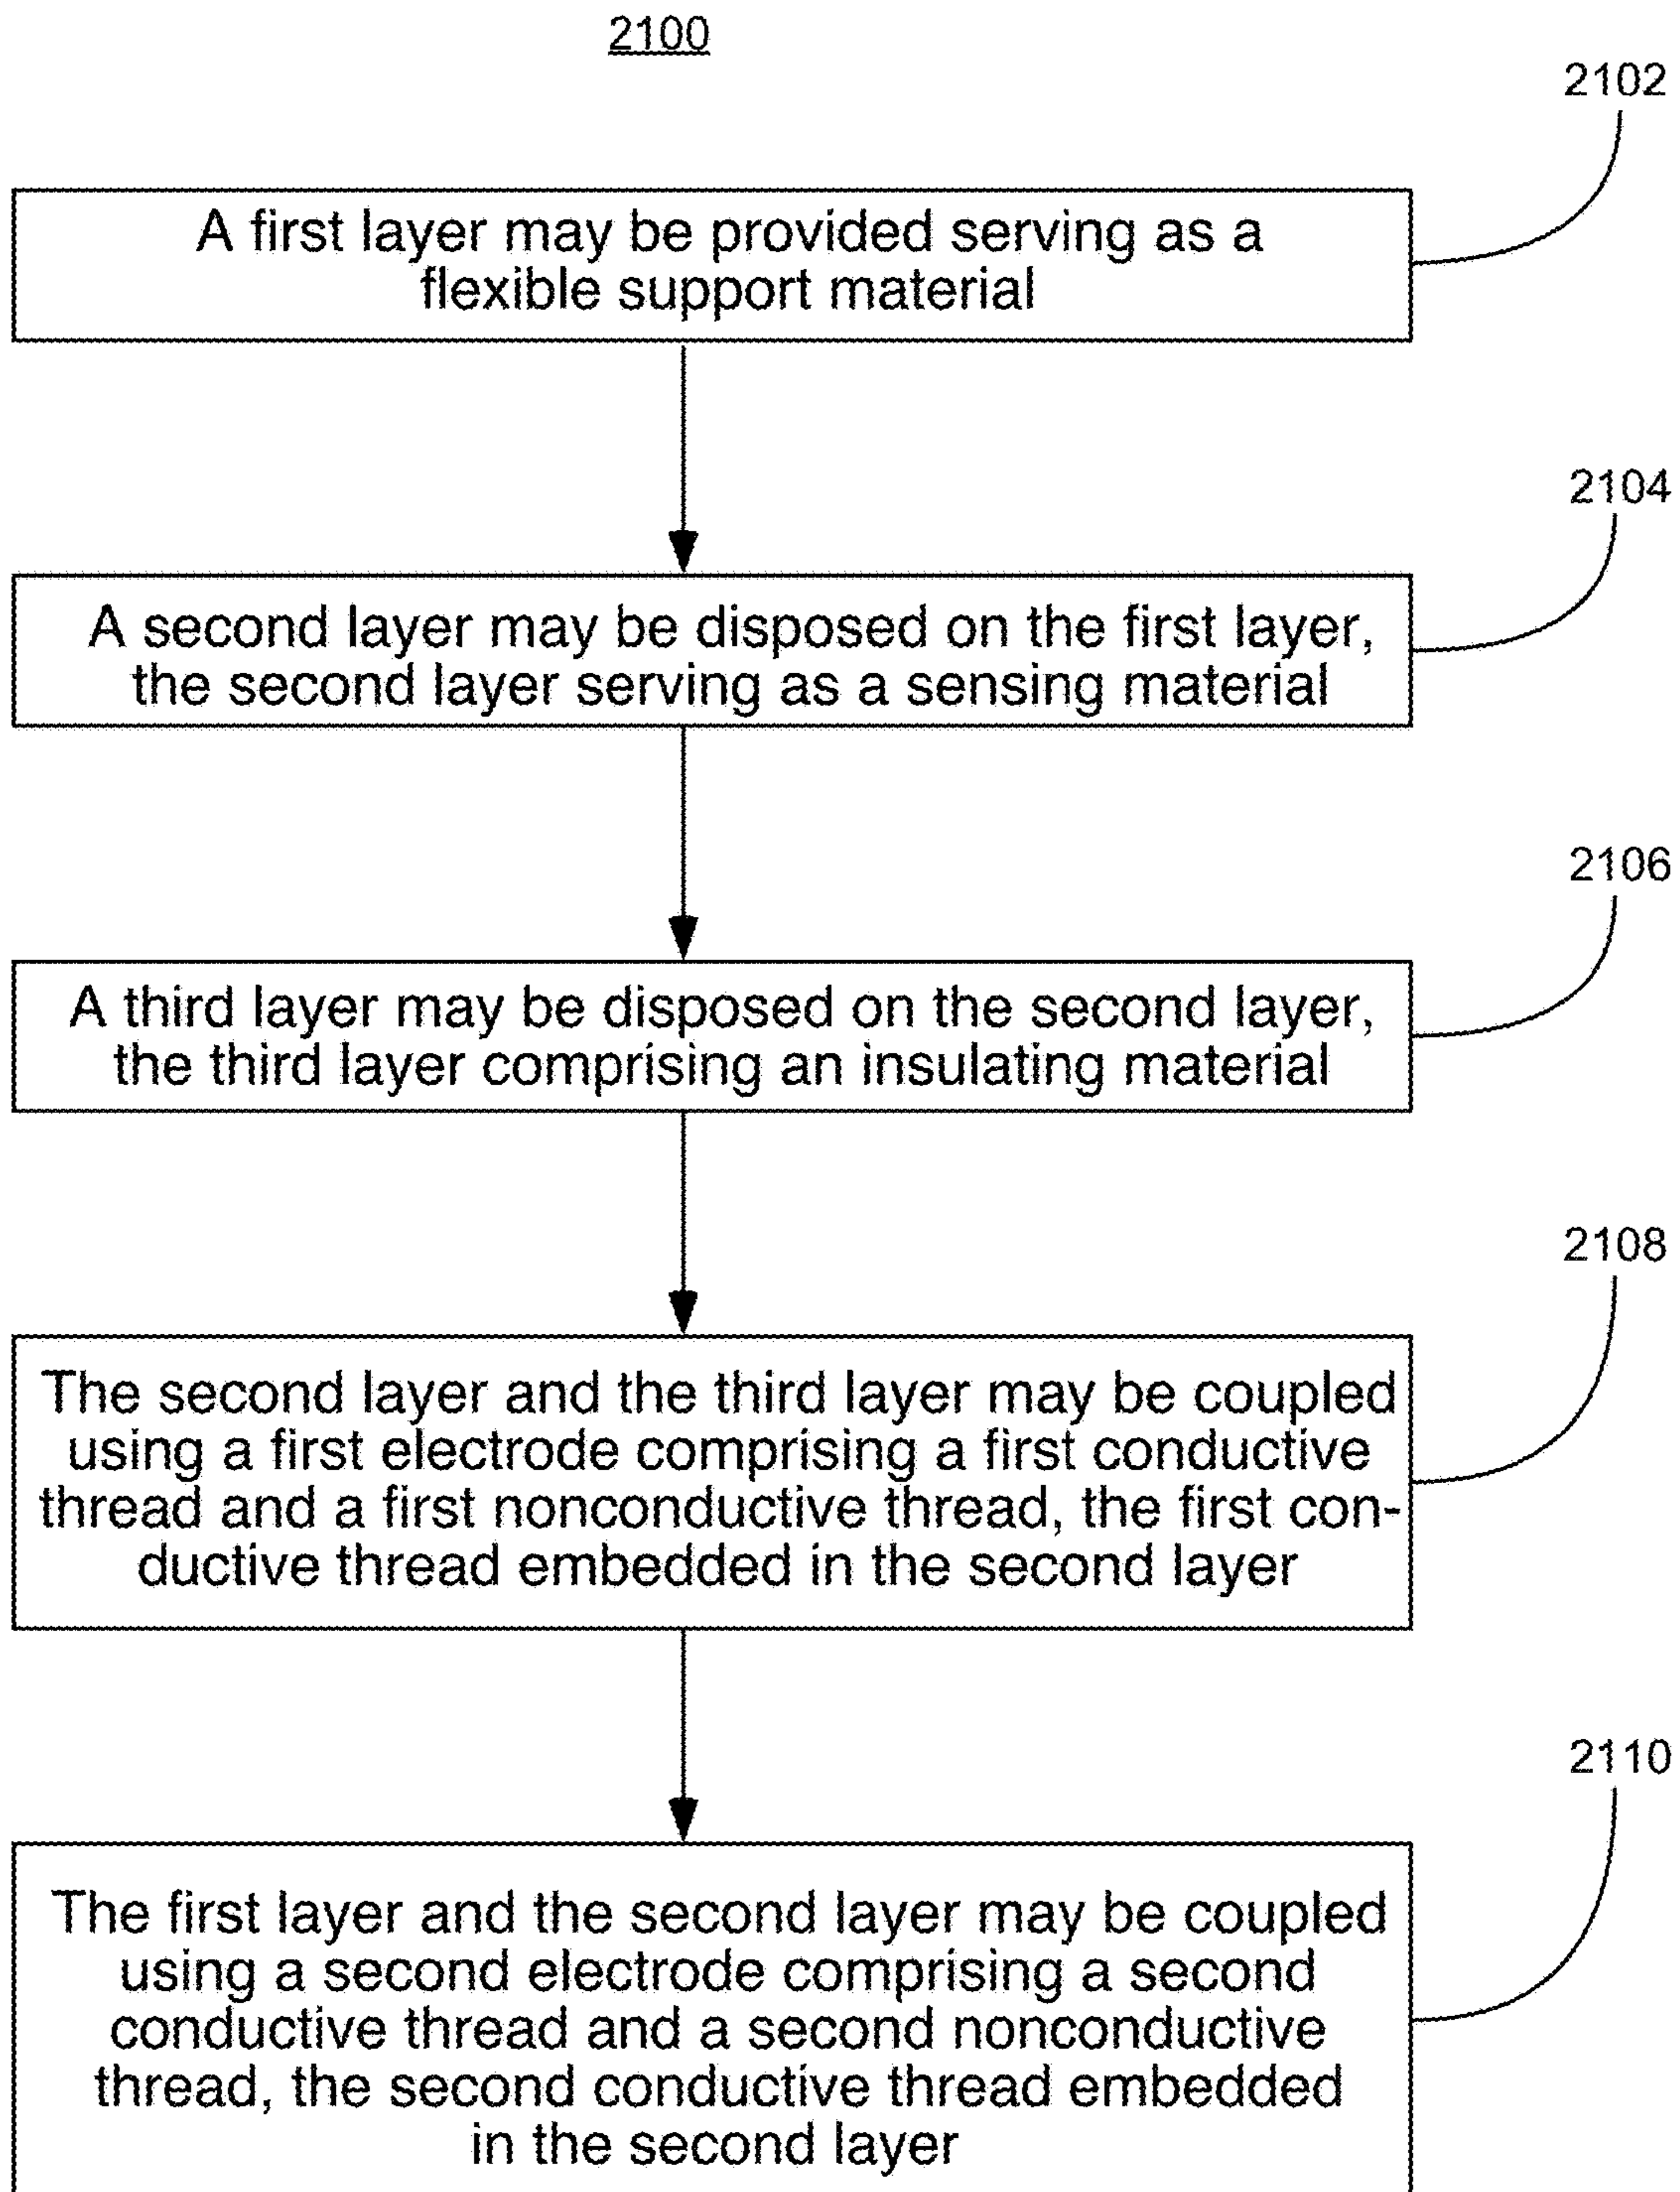 2100
2102
A first layer may be provided serving as a
flexible support material
2104
A second layer may be disposed on the first layer,
the second layer serving as a sensing material
2106
A third layer may be disposed on the second layer,
the third layer comprising an insulating material
2108
The second layer and the third layer may be coupled
using a first electrode comprising a first conductive
thread and a first nonconductive thread, the first con-
ductive thread embedded in the second layer
2110
The first layer and the second layer may be coupled
using a second electrode comprising a second
conductive thread and a second nonconductive
thread, the second conductive thread embedded
in the second layer